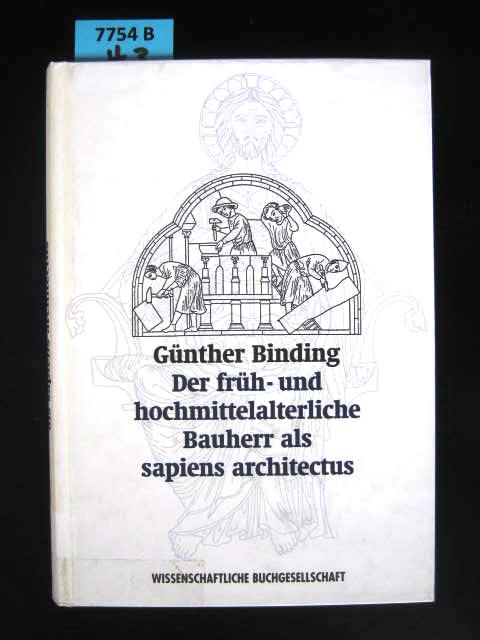 7754 B
Günther Binding
Der früh- und
hochmittelalterliche
Bauherr als
sapiens architectus
WISSENSCHAFTLICHE BUCHGESELLSCHAFT